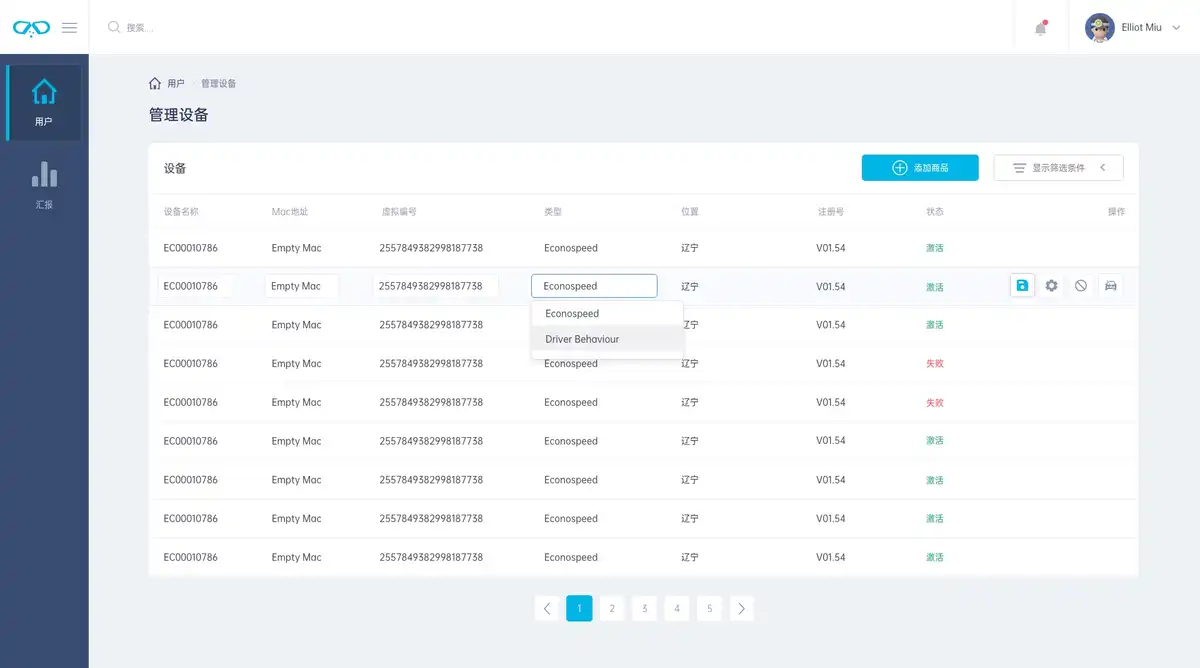 搜索....
Elliot Miu
用户
汇报
用户 管理设备
管理设备
设备
添加商品
显示筛选条件
设备名称 Mac地址 虚拟编号 类型 位置 注册号 状态 操作
EC00010786 Empty Mac 2557849382998187738 Econospeed 辽宁 V01.54 激活
EC00010786 Empty Mac 2557849382998187738 Econospeed 辽宁 V01.54 激活
Econospeed
Driver Behaviour
EC00010786 Empty Mac 2557849382998187738 辽宁 V01.54 激活
EC00010786 Empty Mac 2557849382998187738 Econospeed 辽宁 V01.54 失败
EC00010786 Empty Mac 2557849382998187738 Econospeed 辽宁 V01.54 失败
EC00010786 Empty Mac 2557849382998187738 Econospeed 辽宁 V01.54 激活
EC00010786 Empty Mac 2557849382998187738 Econospeed 辽宁 V01.54 激活
EC00010786 Empty Mac 2557849382998187738 Econospeed 辽宁 V01.54 激活
EC00010786 Empty Mac 2557849382998187738 Econospeed 辽宁 V01.54 激活
1 2 3 4 5